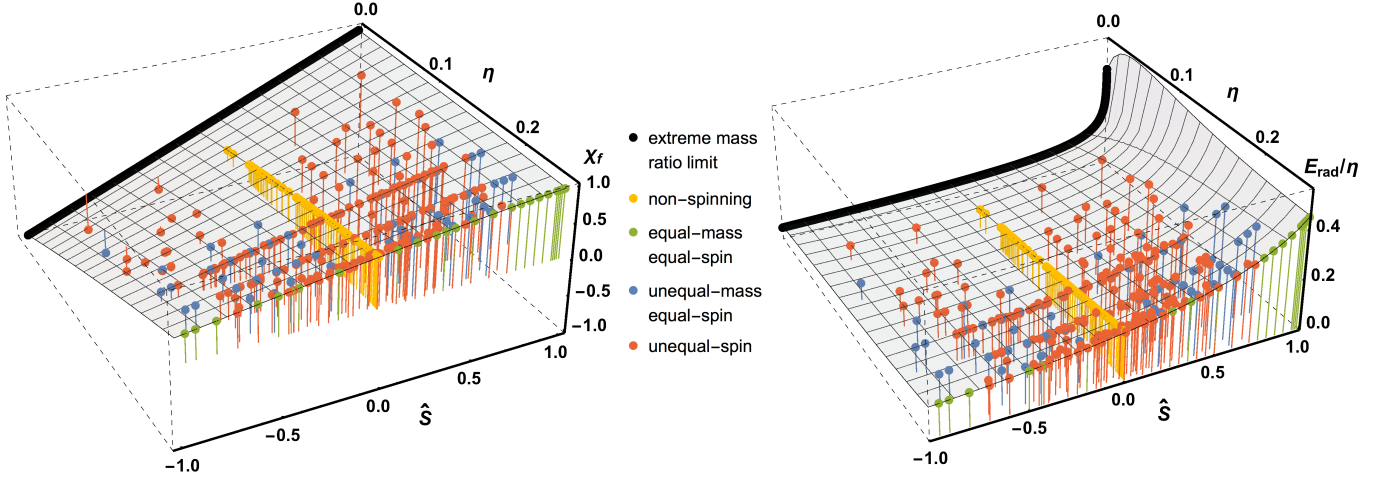 0.0
0.1
η
0.2
χf
1.0
0.5
0.0
−0.5
−1.0
1.0
0.5
0.0
Ŝ
−0.5
−1.0
extreme mass
ratio limit
non−spinning
equal−mass
equal−spin
unequal−mass
equal−spin
unequal−spin
0.0
0.1
η
0.2
Erad/η
0.4
0.2
0.0
1.0
0.5
0.0
Ŝ
−0.5
−1.0